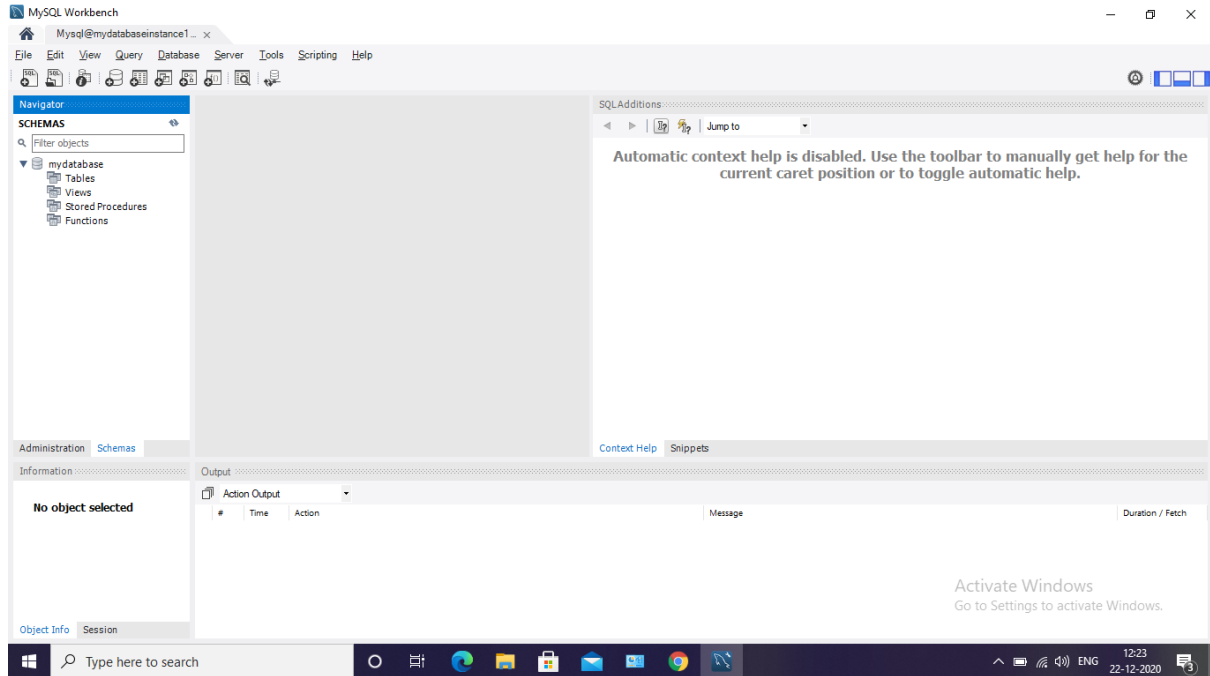 MySQL Workbench
Mysql@mydatabaseinstance1...
File Edit View Query Database Server Tools Scripting Help
Navigator
SCHEMAS
Filter objects
mydatabase
Tables
Views
Stored Procedures
Functions
Administration Schemas
SQLAdditions
Jump to
Automatic context help is disabled. Use the toolbar to manually get help for the
current caret position or to toggle automatic help.
Context Help Snippets
Information
No object selected
Object Info Session
Output
Action Output
# Time Action Message Duration / Fetch
Activate Windows
Go to Settings to activate Windows.
Type here to search
ENG
12:23
22-12-2020
3